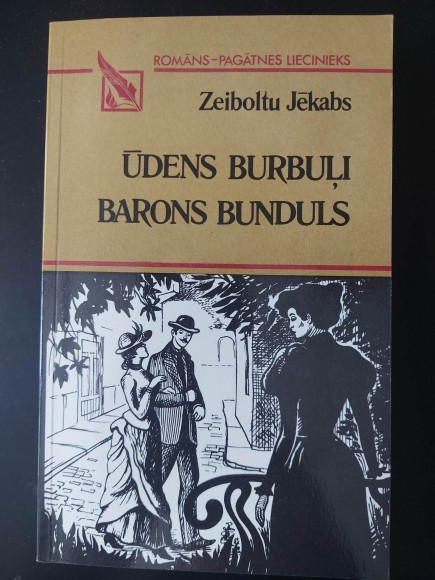 ROMĀNS-PAGĀTNES LIECINIEKS
Zeiboltu Jēkabs
ŪDENS BURBUĻI
BARONS BUNDULS